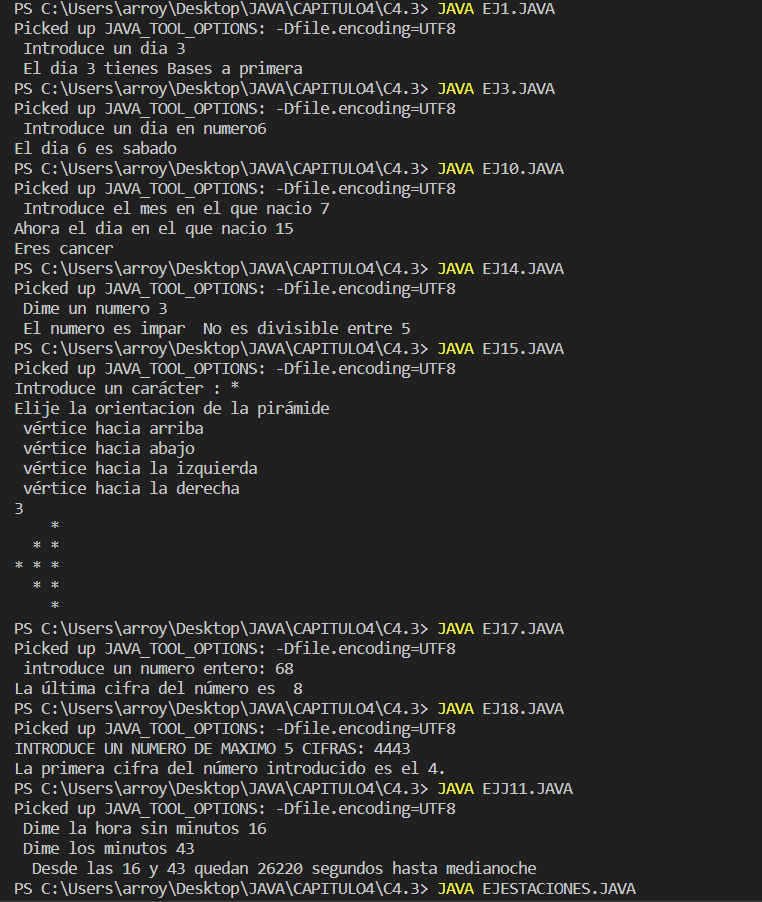 PS C:\Users\arroy\Desktop\JAVA\CAPITULO4\C4.3> JAVA EJ1.JAVA
Picked up JAVA_TOOL_OPTIONS: -Dfile.encoding=UTF8
 Introduce un dia 3
 El dia 3 tienes Bases a primera
PS C:\Users\arroy\Desktop\JAVA\CAPITULO4\C4.3> JAVA EJ3.JAVA
Picked up JAVA_TOOL_OPTIONS: -Dfile.encoding=UTF8
 Introduce un dia en numero6
El dia 6 es sabado
PS C:\Users\arroy\Desktop\JAVA\CAPITULO4\C4.3> JAVA EJ10.JAVA
Picked up JAVA_TOOL_OPTIONS: -Dfile.encoding=UTF8
 Introduce el mes en el que nacio 7
Ahora el dia en el que nacio 15
Eres cancer
PS C:\Users\arroy\Desktop\JAVA\CAPITULO4\C4.3> JAVA EJ14.JAVA
Picked up JAVA_TOOL_OPTIONS: -Dfile.encoding=UTF8
 Dime un numero 3
 El numero es impar  No es divisible entre 5
PS C:\Users\arroy\Desktop\JAVA\CAPITULO4\C4.3> JAVA EJ15.JAVA
Picked up JAVA_TOOL_OPTIONS: -Dfile.encoding=UTF8
Introduce un carácter : *
Elije la orientacion de la pirámide
 vértice hacia arriba
 vértice hacia abajo
 vértice hacia la izquierda
 vértice hacia la derecha
3
    *
  * *
* * *
  * *
    *
PS C:\Users\arroy\Desktop\JAVA\CAPITULO4\C4.3> JAVA EJ17.JAVA
Picked up JAVA_TOOL_OPTIONS: -Dfile.encoding=UTF8
 introduce un numero entero: 68
La última cifra del número es  8
PS C:\Users\arroy\Desktop\JAVA\CAPITULO4\C4.3> JAVA EJ18.JAVA
Picked up JAVA_TOOL_OPTIONS: -Dfile.encoding=UTF8
INTRODUCE UN NUMERO DE MAXIMO 5 CIFRAS: 4443
La primera cifra del número introducido es el 4.
PS C:\Users\arroy\Desktop\JAVA\CAPITULO4\C4.3> JAVA EJJ11.JAVA
Picked up JAVA_TOOL_OPTIONS: -Dfile.encoding=UTF8
 Dime la hora sin minutos 16
 Dime los minutos 43
  Desde las 16 y 43 quedan 26220 segundos hasta medianoche
PS C:\Users\arroy\Desktop\JAVA\CAPITULO4\C4.3> JAVA EJESTACIONES.JAVA